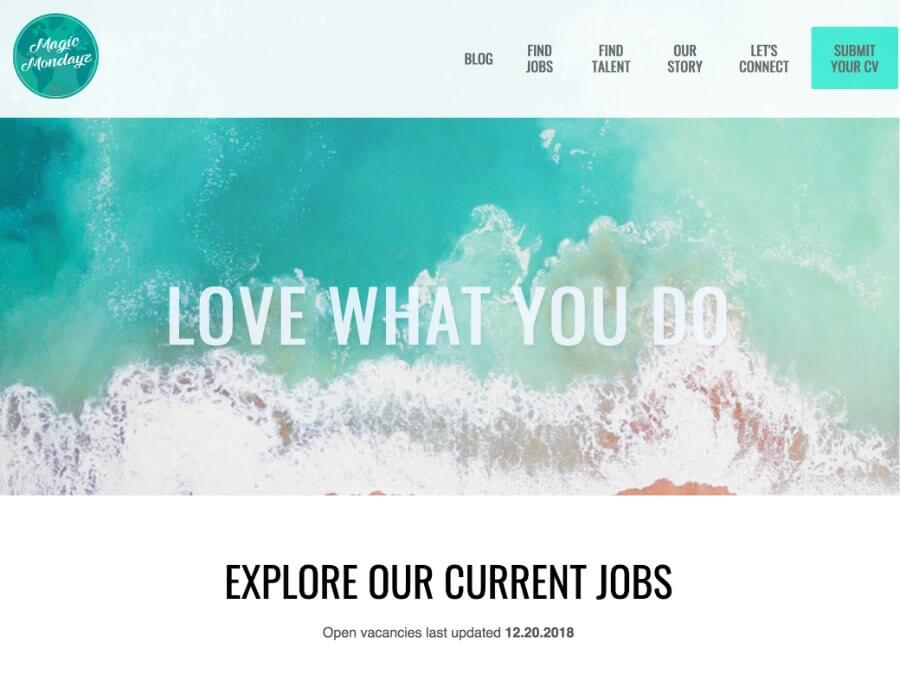 Magic
Mondayz
BLOG
FIND
JOBS
FIND
TALENT
OUR
STORY
LET'S
CONNECT
SUBMIT
YOUR CV
LOVE WHAT YOU DO
EXPLORE OUR CURRENT JOBS
Open vacancies last updated 12.20.2018